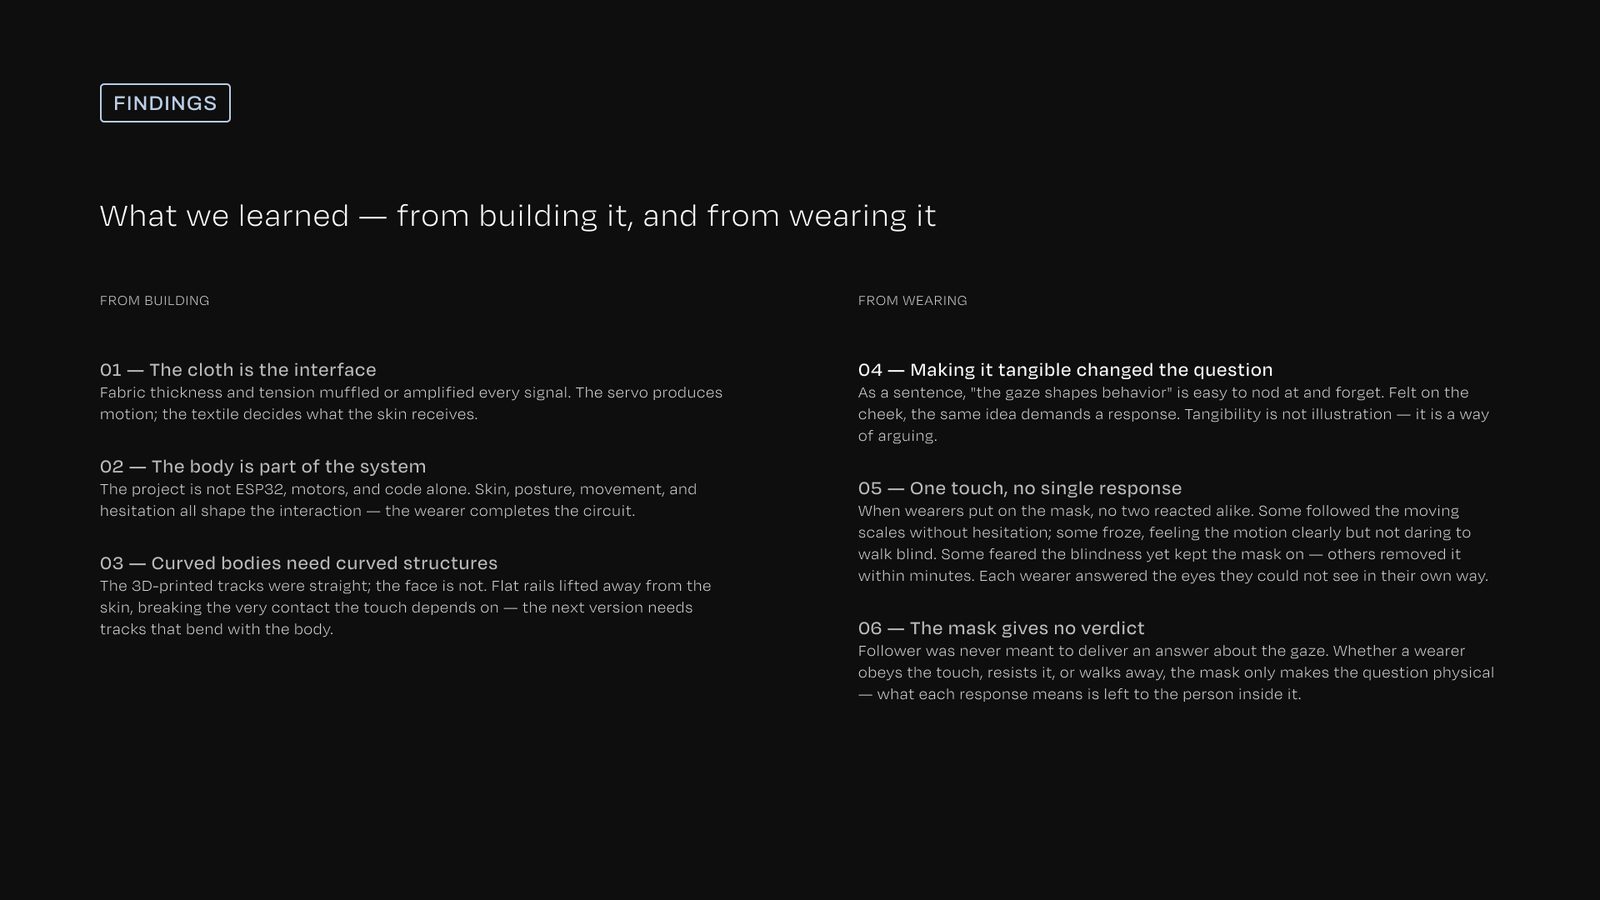 FINDINGS
What we learned — from building it, and from wearing it
FROM BUILDING
01 — The cloth is the interface
Fabric thickness and tension muffled or amplified every signal. The servo produces
motion; the textile decides what the skin receives.
02 — The body is part of the system
The project is not ESP32, motors, and code alone. Skin, posture, movement, and
hesitation all shape the interaction — the wearer completes the circuit.
03 — Curved bodies need curved structures
The 3D-printed tracks were straight; the face is not. Flat rails lifted away from the
skin, breaking the very contact the touch depends on — the next version needs
tracks that bend with the body.
FROM WEARING
04 — Making it tangible changed the question
As a sentence, "the gaze shapes behavior" is easy to nod at and forget. Felt on the
cheek, the same idea demands a response. Tangibility is not illustration — it is a way
of arguing.
05 — One touch, no single response
When wearers put on the mask, no two reacted alike. Some followed the moving
scales without hesitation; some froze, feeling the motion clearly but not daring to
walk blind. Some feared the blindness yet kept the mask on — others removed it
within minutes. Each wearer answered the eyes they could not see in their own way.
06 — The mask gives no verdict
Follower was never meant to deliver an answer about the gaze. Whether a wearer
obeys the touch, resists it, or walks away, the mask only makes the question physical
— what each response means is left to the person inside it.